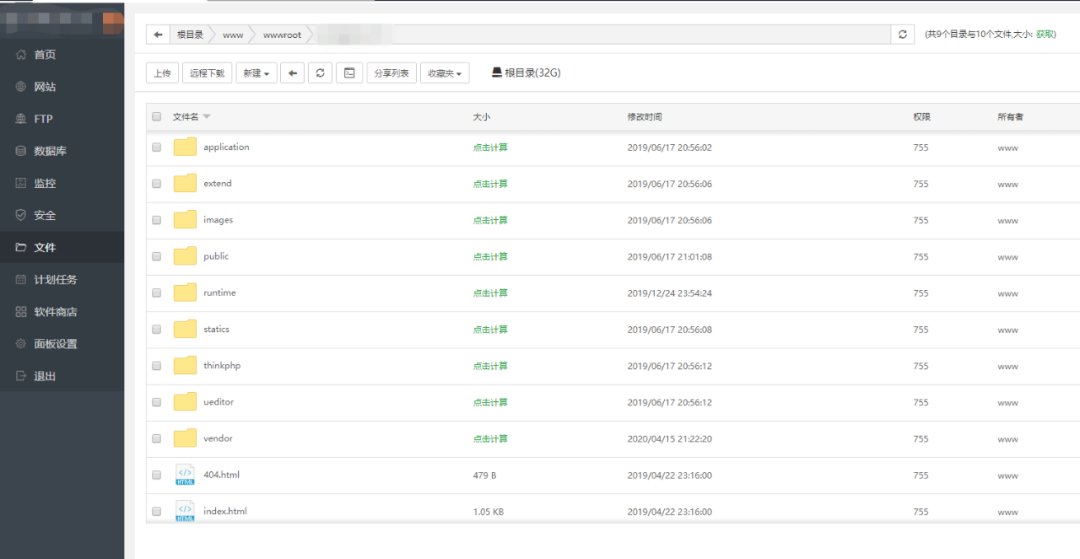 首页
网站
FTP
数据库
监控
安全
文件
计划任务
软件商店
面板设置
退出
根目录 www wwwroot (共9个目录与10个文件,大小: 获取)
上传 远程下载 新建 分享列表 收藏夹 根目录(32G)
文件名 大小 修改时间 权限 所有者
application 点击计算 2019/06/17 20:56:02 755 www
extend 点击计算 2019/06/17 20:56:06 755 www
images 点击计算 2019/06/17 20:56:06 755 www
public 点击计算 2019/06/17 21:01:08 755 www
runtime 点击计算 2019/12/24 23:54:24 755 www
statics 点击计算 2019/06/17 20:56:08 755 www
thinkphp 点击计算 2019/06/17 20:56:12 755 www
ueditor 点击计算 2019/06/17 20:56:12 755 www
vendor 点击计算 2020/04/15 21:22:20 755 www
HTML 404.html 479 B 2019/04/22 23:16:00 755 www
HTML index.html 1.05 KB 2019/04/22 23:16:00 755 www